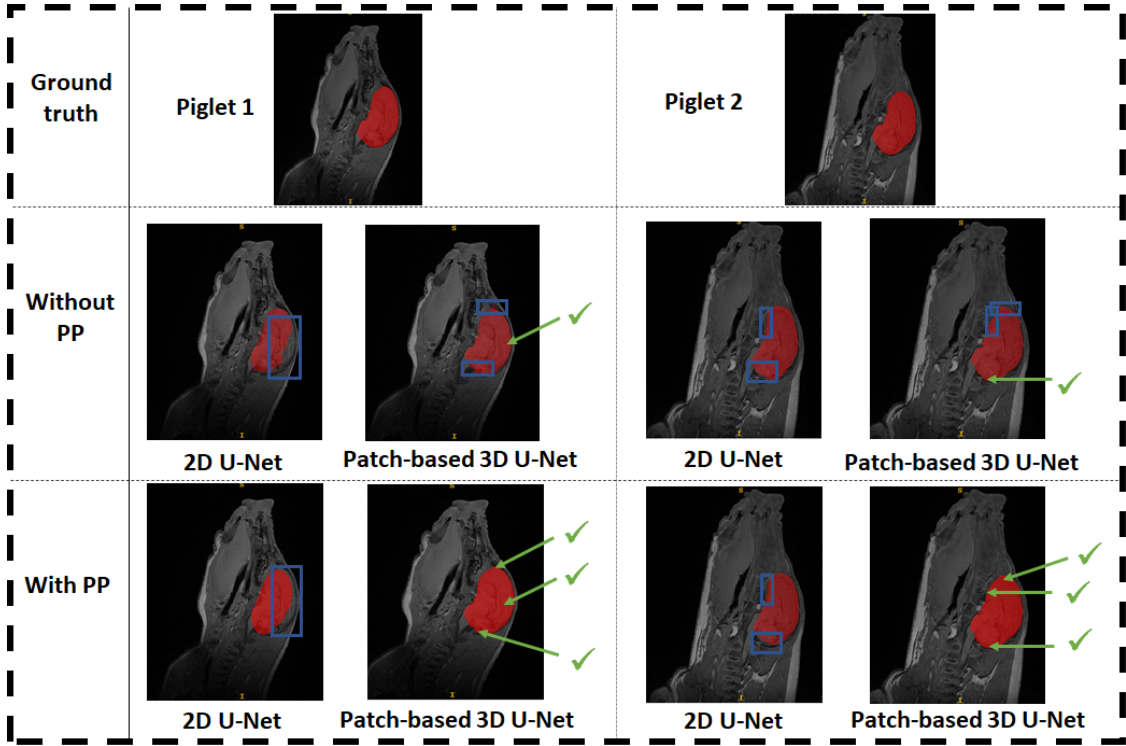 Ground
truth
Piglet 1
Piglet 2
Without
PP
2D U-Net
Patch-based 3D U-Net
2D U-Net
Patch-based 3D U-Net
With PP
2D U-Net
Patch-based 3D U-Net
2D U-Net
Patch-based 3D U-Net